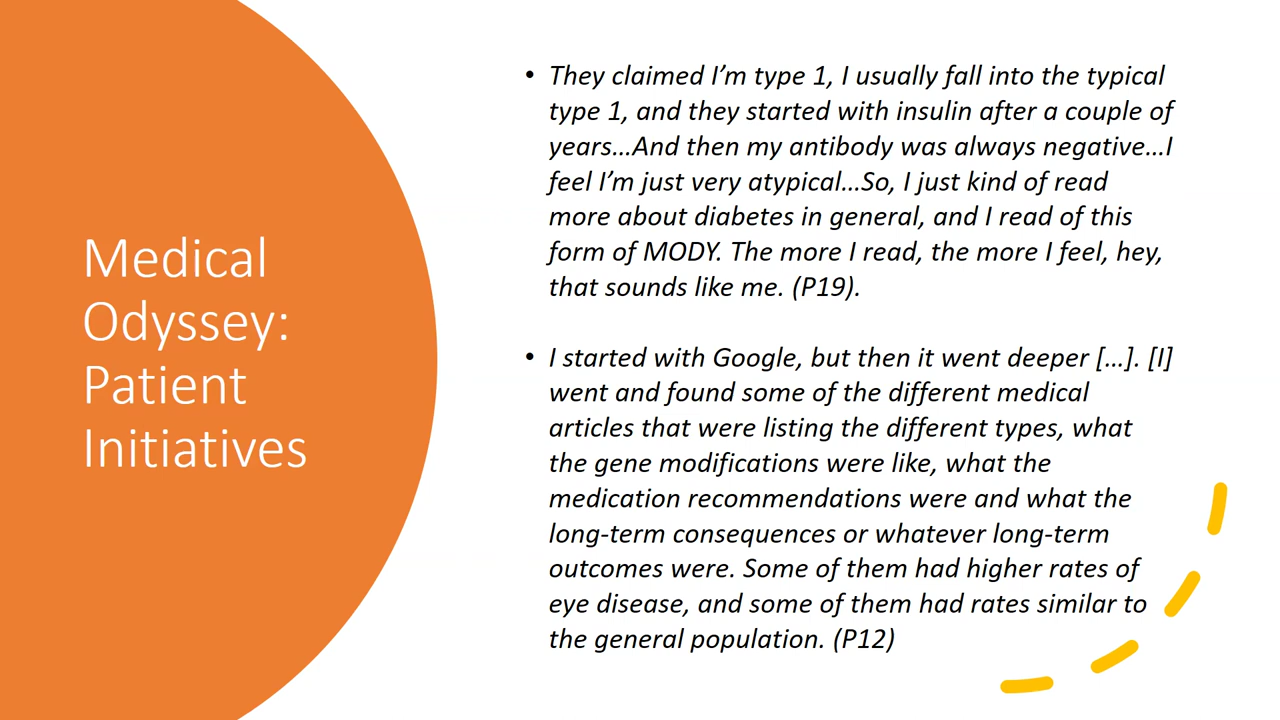 Medical
Odyssey:
Patient
Initiatives
• They claimed I’m type 1, I usually fall into the typical
type 1, and they started with insulin after a couple of
years…And then my antibody was always negative…I
feel I’m just very atypical…So, I just kind of read
more about diabetes in general, and I read of this
form of MODY. The more I read, the more I feel, hey,
that sounds like me. (P19).
• I started with Google, but then it went deeper […]. [I]
went and found some of the different medical
articles that were listing the different types, what
the gene modifications were like, what the
medication recommendations were and what the
long-term consequences or whatever long-term
outcomes were. Some of them had higher rates of
eye disease, and some of them had rates similar to
the general population. (P12)